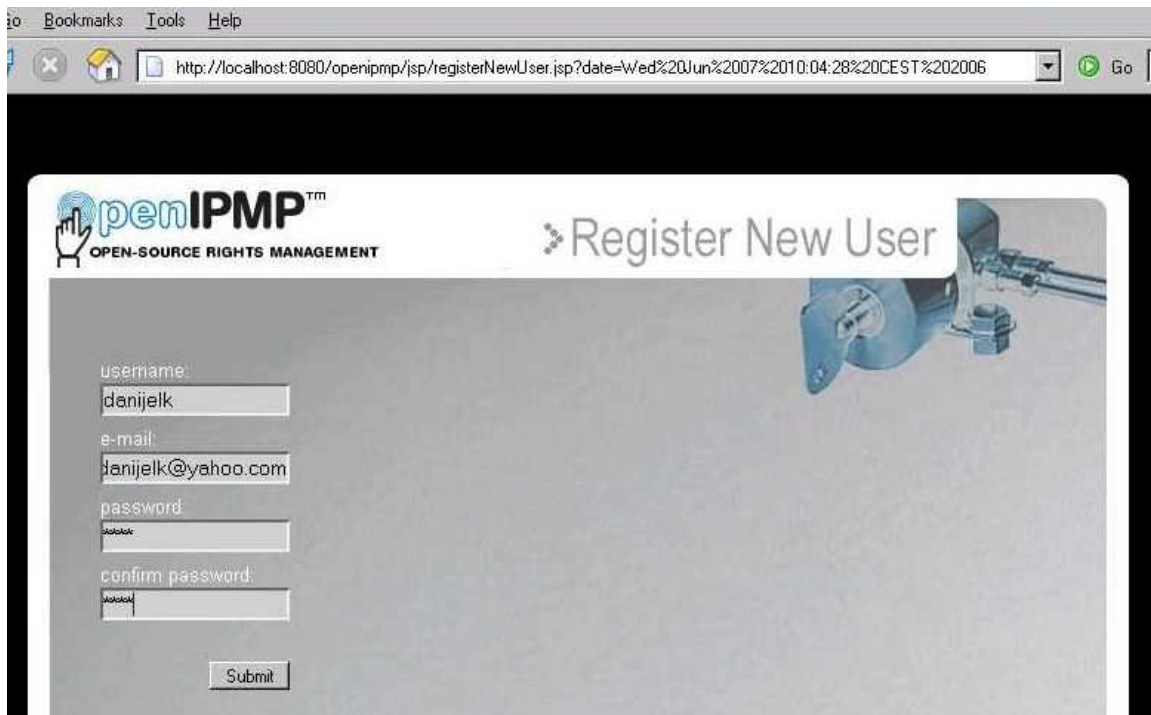 Go Bookmarks Tools Help
http://localhost:8080/openipmp/jsp/registerNewUser.jsp?date=Wed%20Jun%2007%2010:04:28%20CEST%202006 Go
OpenIPMP™
OPEN-SOURCE RIGHTS MANAGEMENT
Register New User
username:
danijelk
e-mail:
danijelk@yahoo.com
password:
****
confirm password:
****
Submit